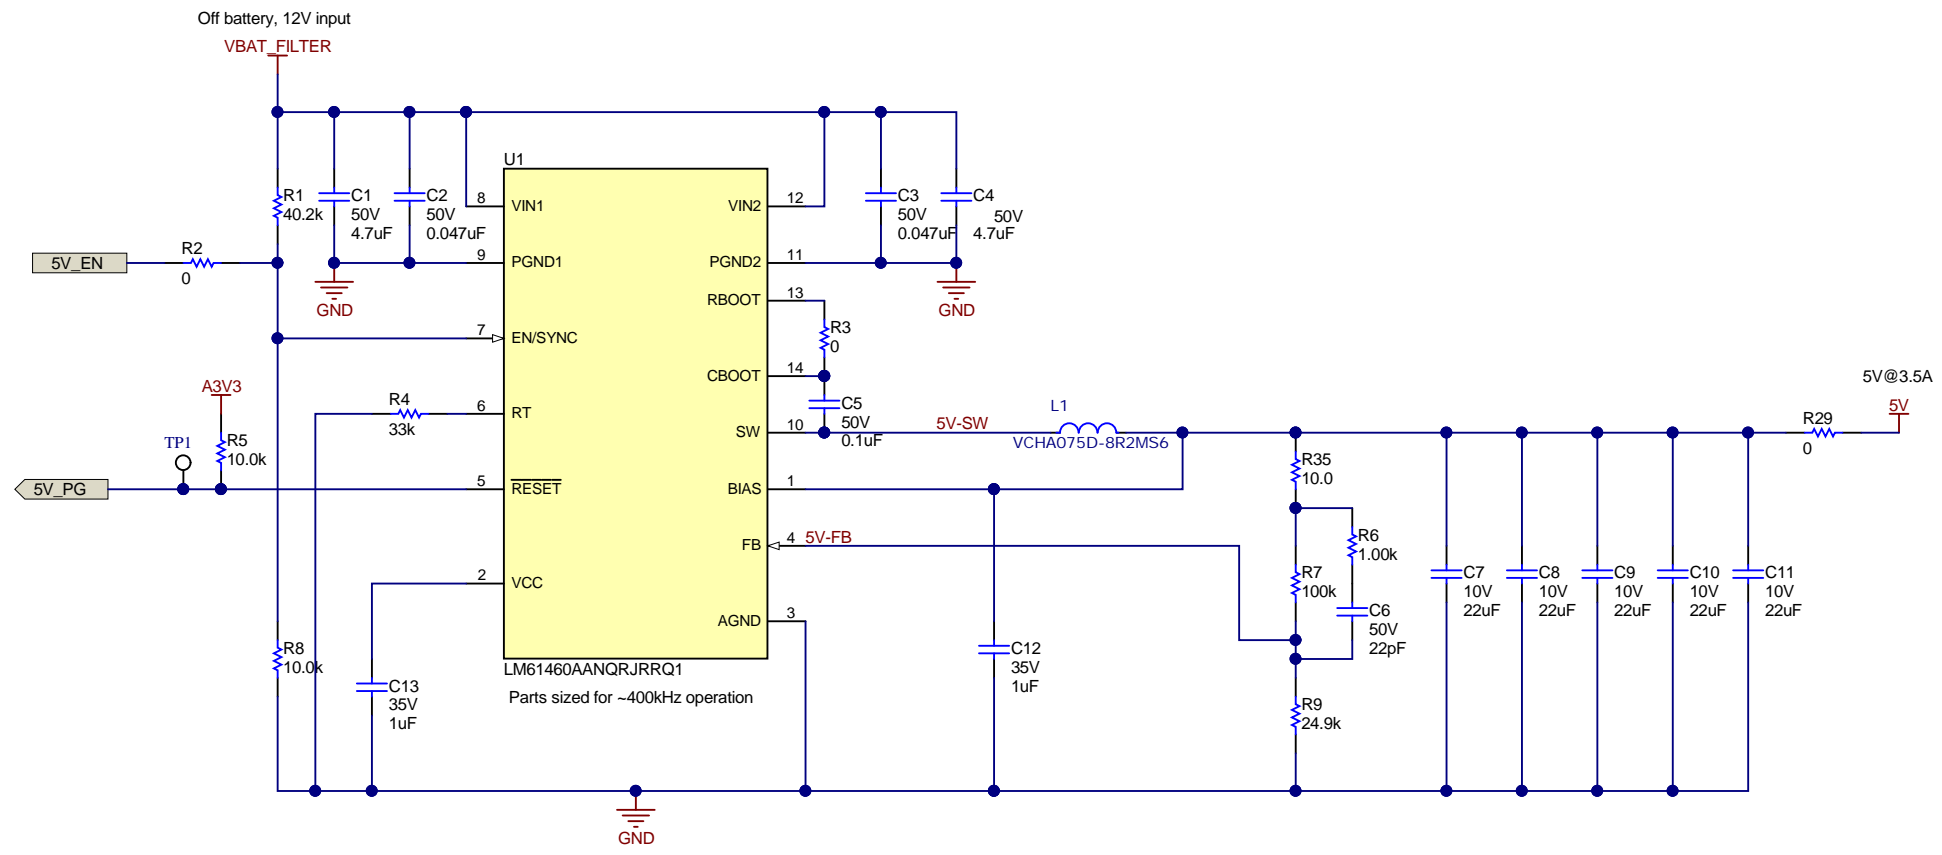 Off battery, 12V input
VBAT_FILTER
U1
R1
40.2k
C1
50V
4.7uF
C2
50V
0.047uF
8
VIN1
VIN2
12
C3
50V
0.047uF
C4
50V
4.7uF
5V_EN
R2
0
9
PGND1
PGND2
11
GND
GND
RBOOT
13
R3
0
7
EN/SYNC
CBOOT
14
A3V3
R4
33k
6
RT
C5
50V
0.1uF
SW
10
5V-SW
L1
VCHA075D-8R2MS6
5V@3.5A
5V
R29
0
TP1
R5
10.0k
R35
10.0
5V_PG
5
RESET
BIAS
1
FB
4
5V-FB
R6
1.00k
R7
100k
C6
50V
22pF
C7
10V
22uF
C8
10V
22uF
C9
10V
22uF
C10
10V
22uF
C11
10V
22uF
2
VCC
AGND
3
R8
10.0k
C13
35V
1uF
LM61460AANQRJRRQ1
Parts sized for ~400kHz operation
C12
35V
1uF
R9
24.9k
GND